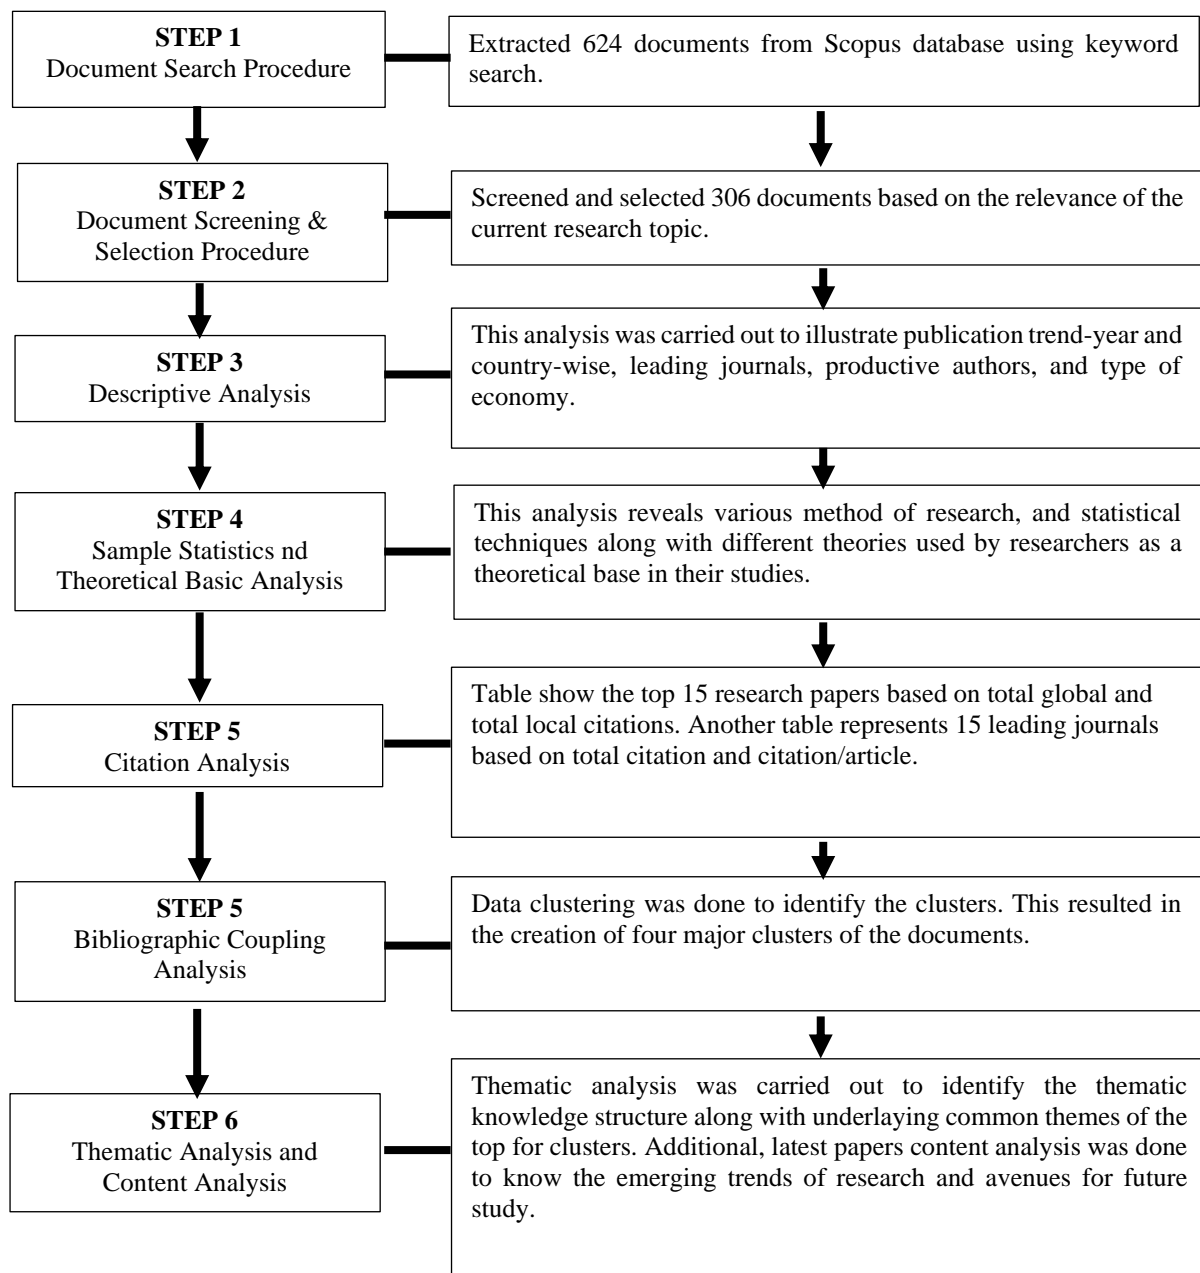 STEP 1
Document Search Procedure
Extracted 624 documents from Scopus database using keyword
search.
STEP 2
Document Screening &
Selection Procedure
Screened and selected 306 documents based on the relevance of the
current research topic.
STEP 3
Descriptive Analysis
This analysis was carried out to illustrate publication trend-year and
country-wise, leading journals, productive authors, and type of
economy.
STEP 4
Sample Statistics nd
Theoretical Basic Analysis
This analysis reveals various method of research, and statistical
techniques along with different theories used by researchers as a
theoretical base in their studies.
STEP 5
Citation Analysis
Table show the top 15 research papers based on total global and
total local citations. Another table represents 15 leading journals
based on total citation and citation/article.
STEP 5
Bibliographic Coupling
Analysis
Data clustering was done to identify the clusters. This resulted in
the creation of four major clusters of the documents.
STEP 6
Thematic Analysis and
Content Analysis
Thematic analysis was carried out to identify the thematic
knowledge structure along with underlaying common themes of the
top for clusters. Additional, latest papers content analysis was done
to know the emerging trends of research and avenues for future
study.